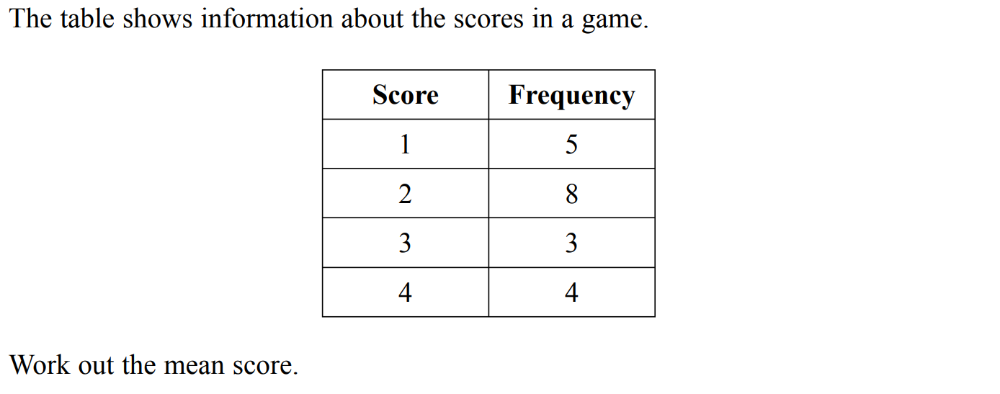 The table shows information about the scores in a game.
Score Frequency
1 5
2 8
3 3
4 4
Work out the mean score.